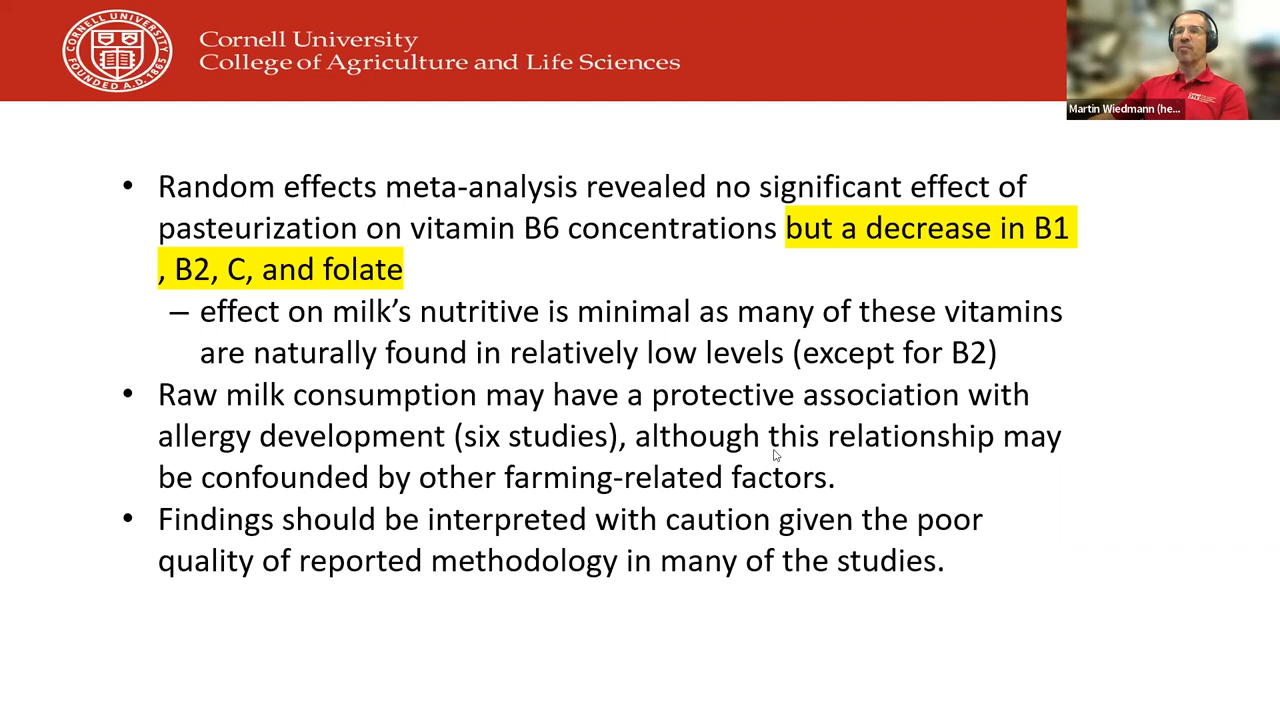 CORNELL UNIVERSITY
FOUNDED A.D. 1865
Cornell University
College of Agriculture and Life Sciences
Martin Wiedmann (he...
• Random effects meta-analysis revealed no significant effect of
pasteurization on vitamin B6 concentrations but a decrease in B1
, B2, C, and folate
– effect on milk’s nutritive is minimal as many of these vitamins
are naturally found in relatively low levels (except for B2)
• Raw milk consumption may have a protective association with
allergy development (six studies), although this relationship may
be confounded by other farming-related factors.
• Findings should be interpreted with caution given the poor
quality of reported methodology in many of the studies.